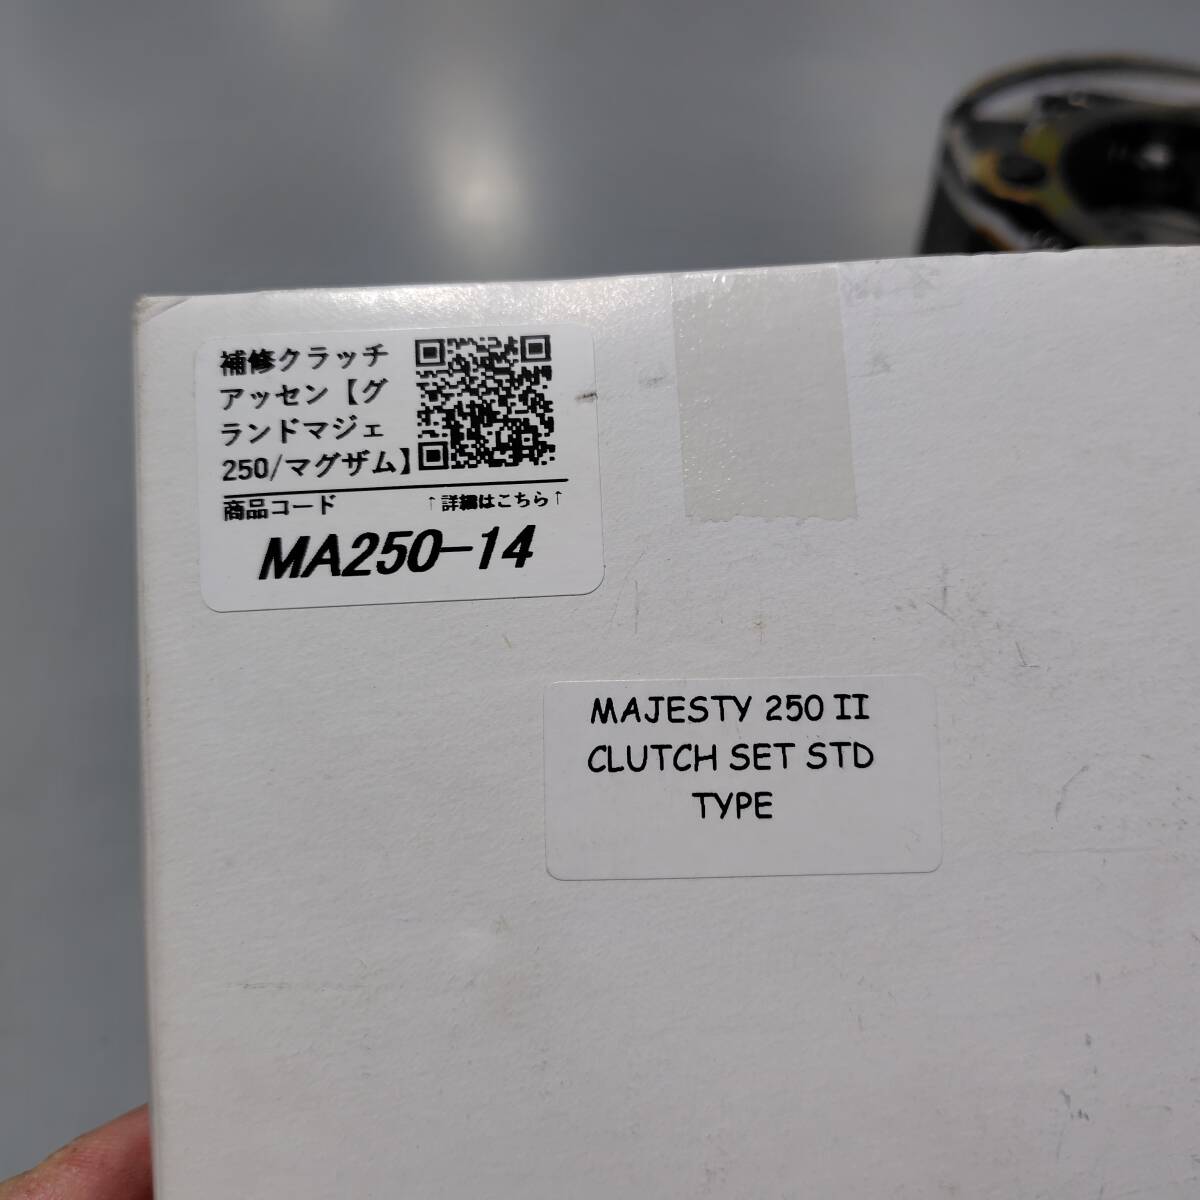 補修クラッチ
アッセン【グ
ランドマジェ
250/マグザム】
商品コード
↑詳細はこちら↑
MA250-14
MAJESTY 250 II
CLUTCH SET STD
TYPE